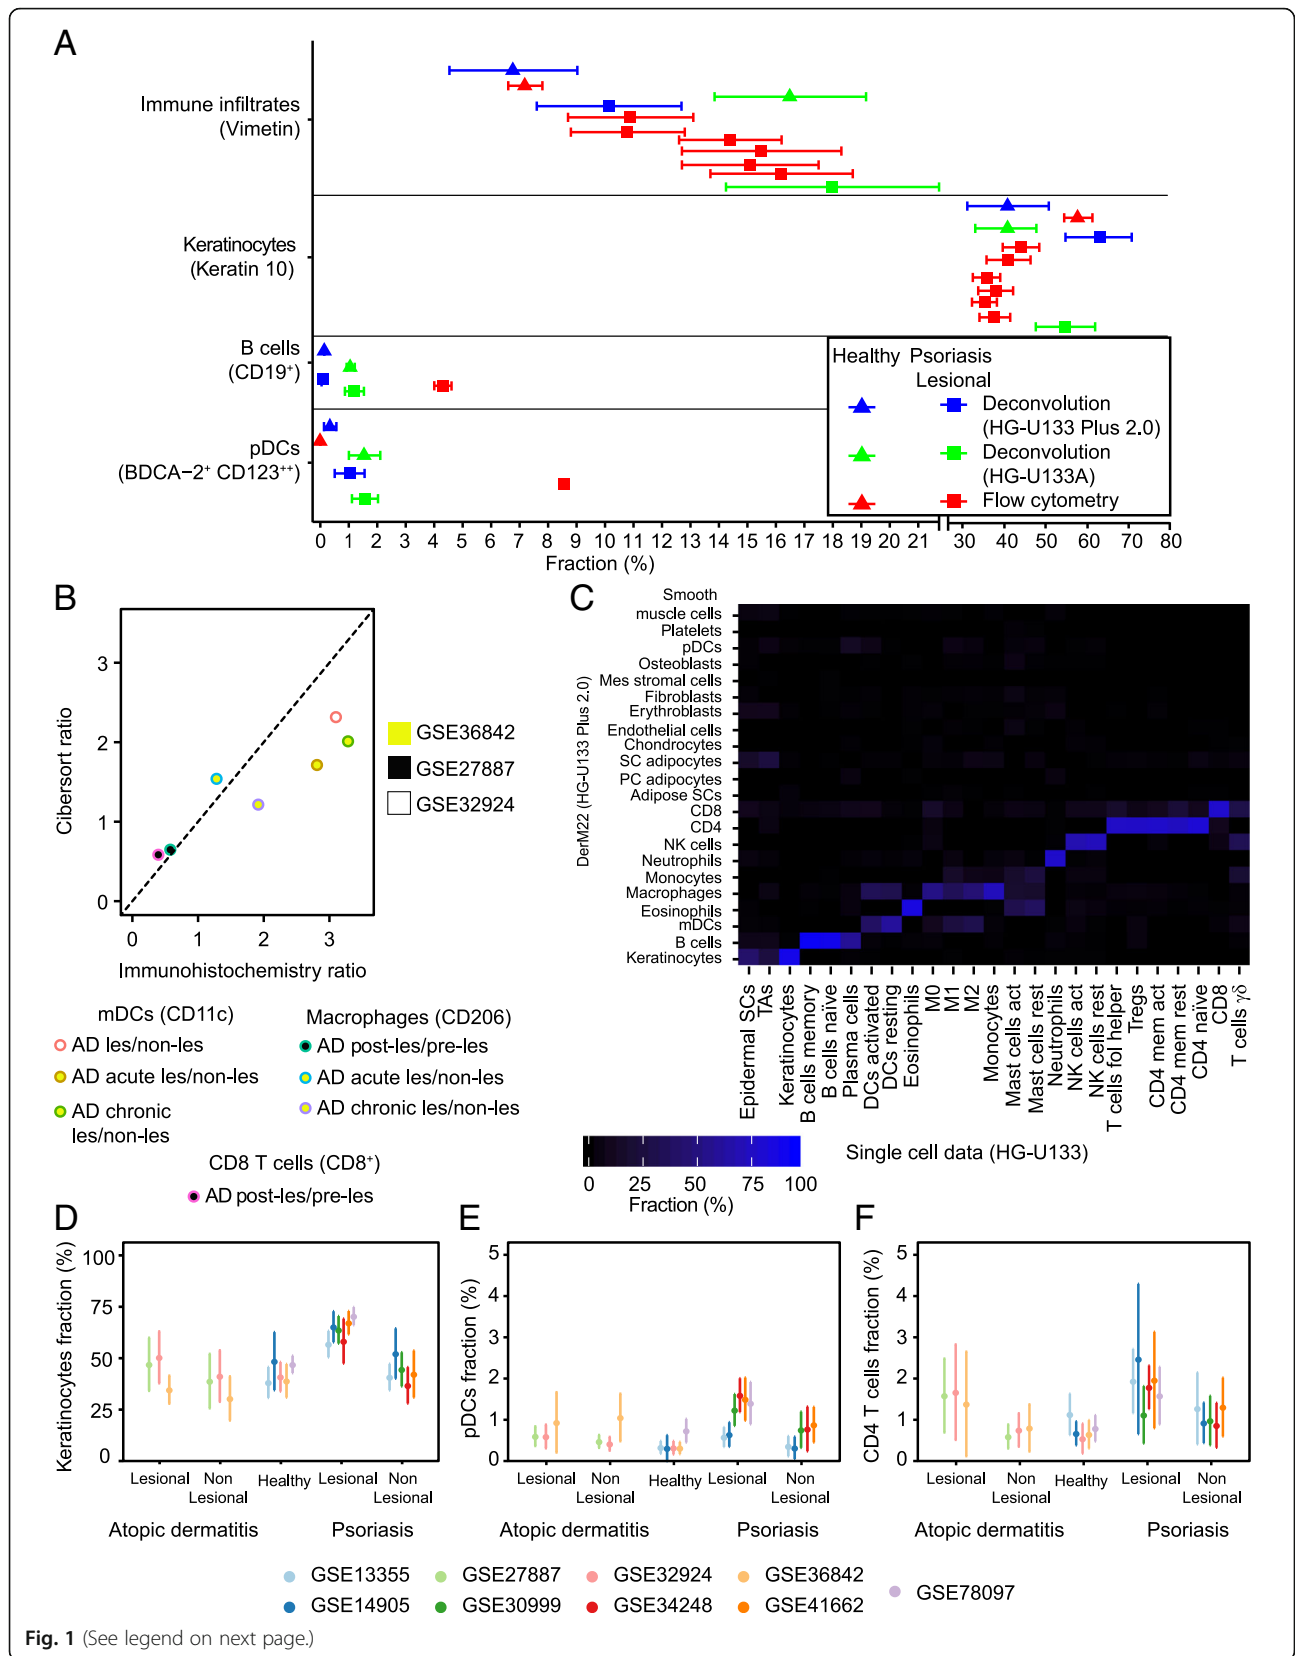 A
Immune infiltrates
(Vimetin)
Keratinocytes
(Keratin 10)
B cells
(CD19+)
pDCs
(BDCA−2+ CD123++)
Healthy Psoriasis
Lesional
Deconvolution
(HG-U133 Plus 2.0)
Deconvolution
(HG-U133A)
Flow cytometry
0 1 2 3 4 5 6 7 8 9 10 11 12 13 14 15 16 17 18 19 20 21 30 40 50 60 70 80
Fraction (%)
B
Cibersort ratio
3
2
1
0
0 1 2 3
Immunohistochemistry ratio
GSE36842
GSE27887
GSE32924
mDCs (CD11c)
AD les/non-les
AD acute les/non-les
AD chronic
les/non-les
Macrophages (CD206)
AD post-les/pre-les
AD acute les/non-les
AD chronic les/non-les
CD8 T cells (CD8+)
AD post-les/pre-les
C
DerM22 (HG-U133 Plus 2.0)
Smooth
muscle cells
Platelets
pDCs
Osteoblasts
Mes stromal cells
Fibroblasts
Erythroblasts
Endothelial cells
Chondrocytes
SC adipocytes
PC adipocytes
Adipose SCs
CD8
CD4
NK cells
Neutrophils
Monocytes
Macrophages
Eosinophils
mDCs
B cells
Keratinocytes
Epidermal SCs
TAs
Keratinocytes
B cells memory
B cells naïve
Plasma cells
DCs activated
DCs resting
Eosinophils
M0
M1
M2
Monocytes
Mast cells act
Mast cells rest
Neutrophils
NK cells act
NK cells rest
T cells fol helper
Tregs
CD4 mem act
CD4 mem rest
CD4 naïve
CD8
T cells γδ
0 25 50 75 100
Fraction (%)
Single cell data (HG-U133)
D
Keratinocytes fraction (%)
100
75
50
25
0
Lesional Non Healthy Lesional Non
Lesional Lesional
Atopic dermatitis Psoriasis
E
pDCs fraction (%)
5
4
3
2
1
0
Lesional Non Healthy Lesional Non
Lesional Lesional
Atopic dermatitis Psoriasis
F
CD4 T cells fraction (%)
5
4
3
2
1
0
Lesional Non Healthy Lesional Non
Lesional Lesional
Atopic dermatitis Psoriasis
GSE13355 GSE27887 GSE32924 GSE36842 GSE78097
GSE14905 GSE30999 GSE34248 GSE41662
Fig. 1 (See legend on next page.)